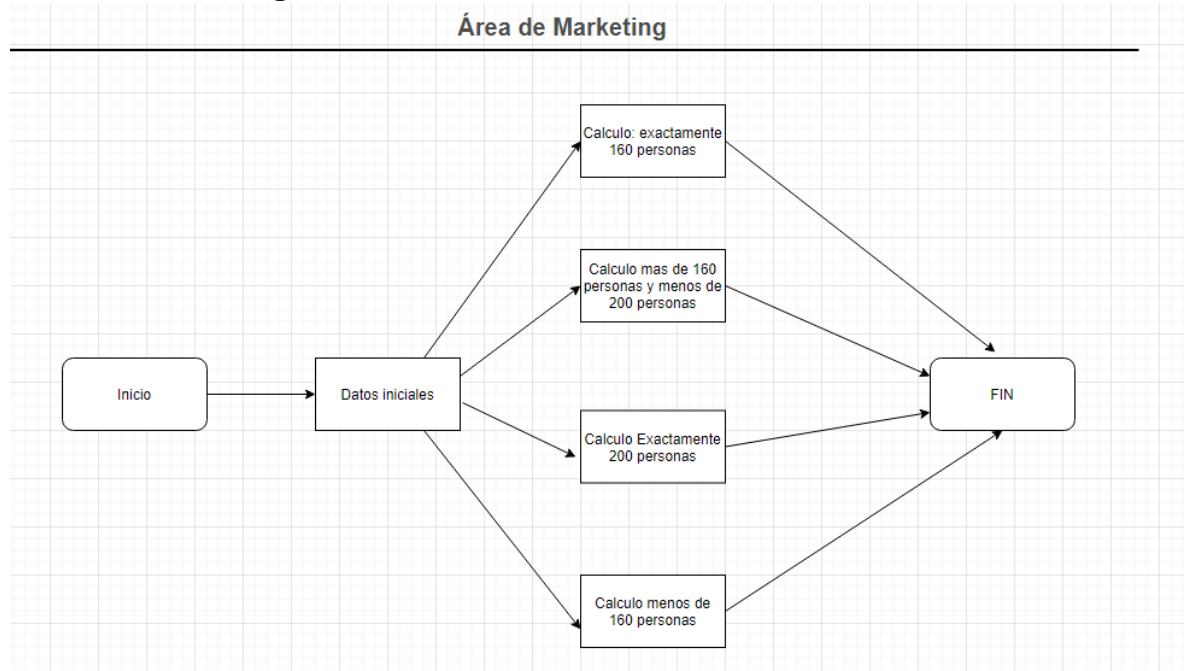 Área de Marketing
Calculo: exactamente
160 personas
Calculo mas de 160
personas y menos de
200 personas
Inicio
Datos iniciales
FIN
Calculo Exactamente
200 personas
Calculo menos de
160 personas